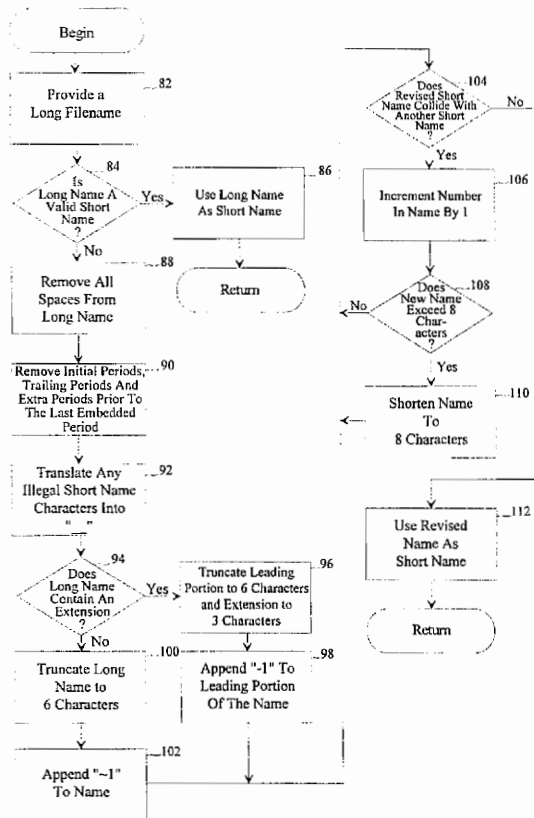 Begin
82
Provide a
Long Filename
84
Is
Long Name A
Valid Short
Name
?
Yes
86
Use Long Name
As Short Name
Return
No
88
Remove All
Spaces From
Long Name
90
Remove Initial Periods,
Trailing Periods And
Extra Periods Prior To
The Last Embedded
Period
92
Translate Any
Illegal Short Name
Characters Into
" "
94
Does
Long Name
Contain An
Extension
?
Yes
96
Truncate Leading
Portion to 6 Characters
and Extension to
3 Characters
98
Append "-1" To
Leading Portion
Of The Name
No
100
Truncate Long
Name to
6 Characters
102
Append "~1"
To Name
104
Does
Revised Short
Name Collide With
Another Short
Name
?
No
Yes
106
Increment Number
In Name By 1
108
Does
New Name
Exceed 8
Char-
acters
?
No
Yes
110
Shorten Name
To
8 Characters
112
Use Revised
Name As
Short Name
Return